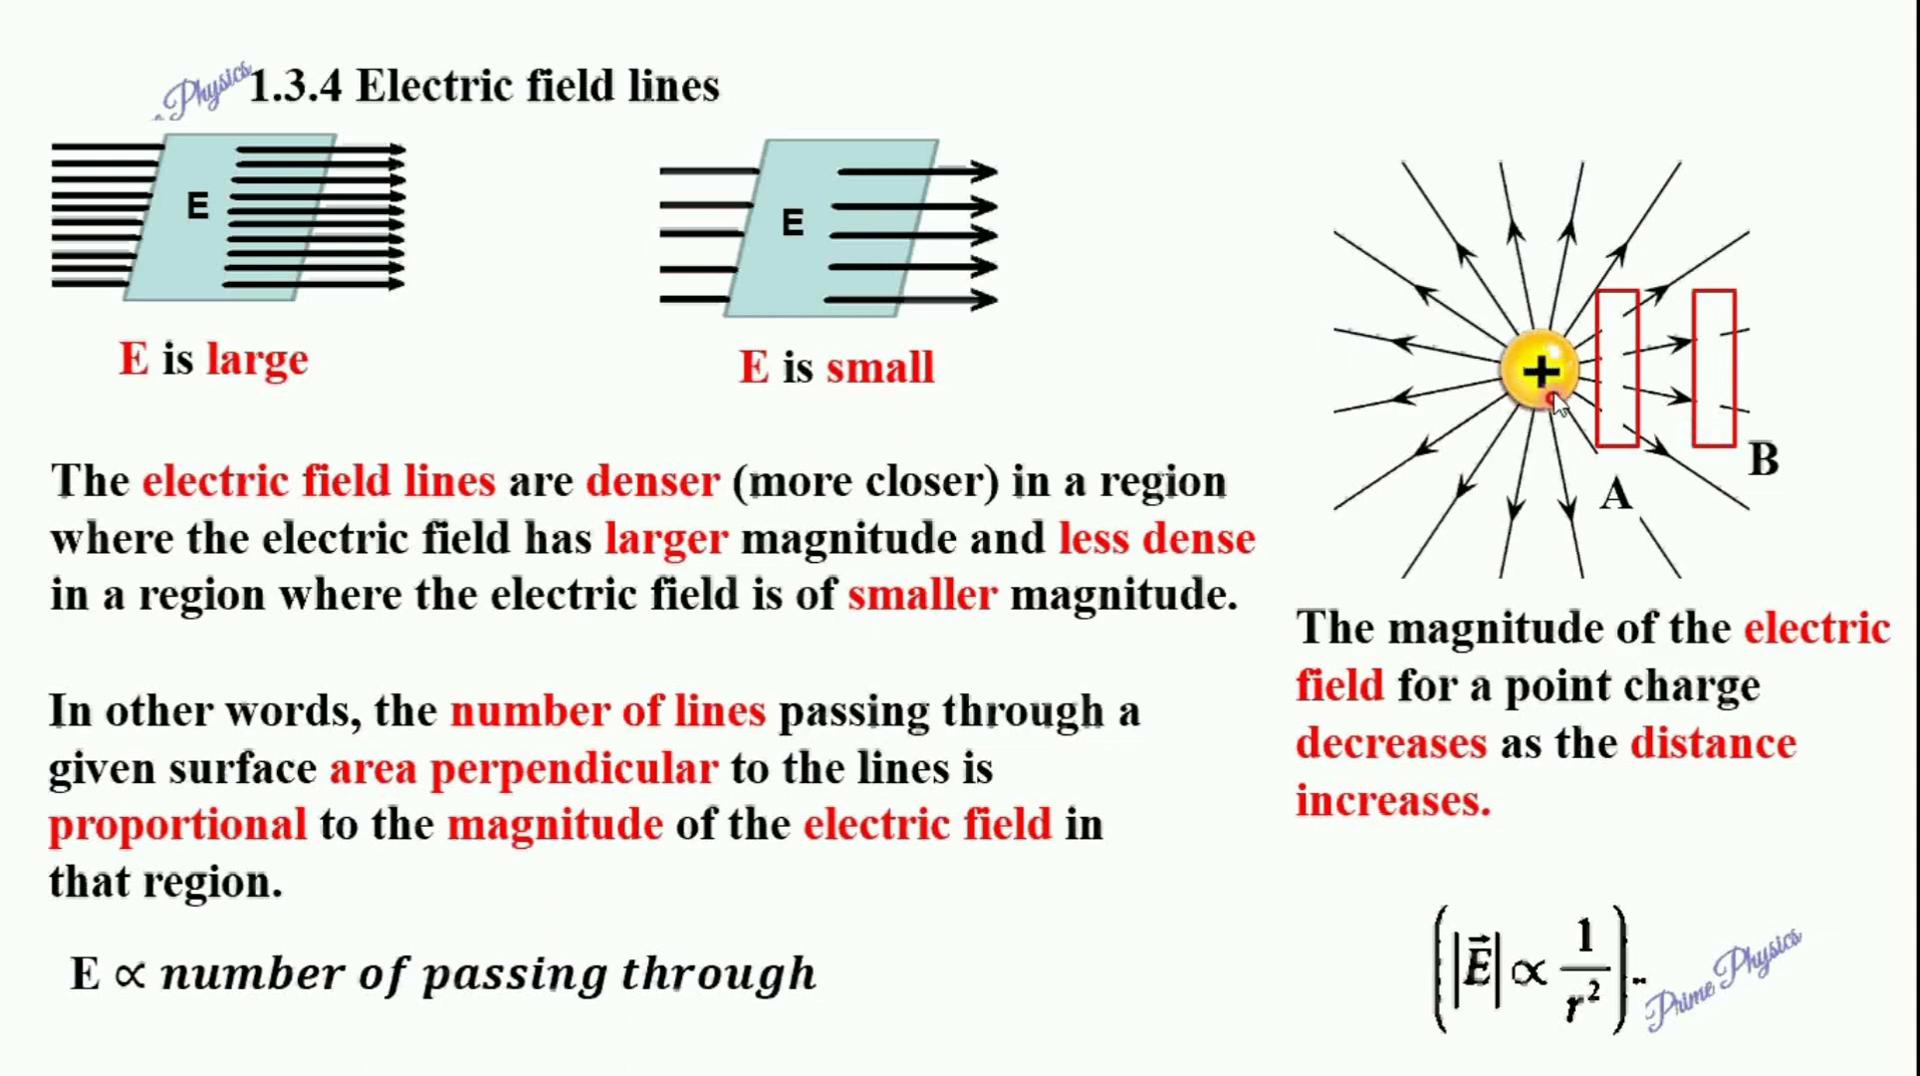 Physics
1.3.4 Electric field lines
E
E
E is large
E is small
+
A
B
The electric field lines are denser (more closer) in a region
where the electric field has larger magnitude and less dense
in a region where the electric field is of smaller magnitude.
In other words, the number of lines passing through a
given surface area perpendicular to the lines is
proportional to the magnitude of the electric field in
that region.
E ∝ number of passing through
The magnitude of the electric
field for a point charge
decreases as the distance
increases.
(|E⃗| ∝ 1/r²)..
Prime Physics